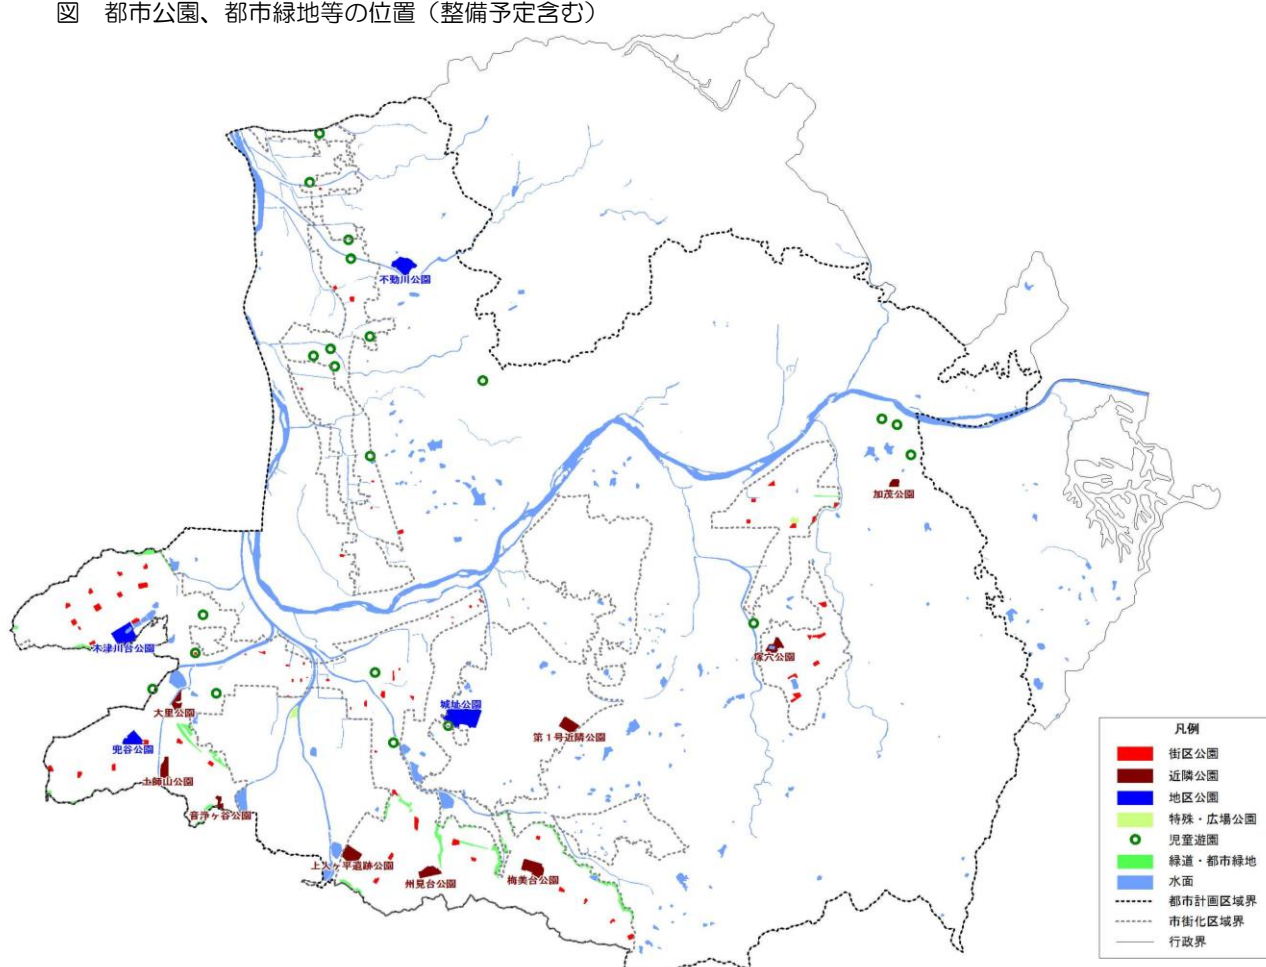 図　都市公園、都市緑地等の位置（整備予定含む）
不動川公園
加茂公園
木津川台公園
塚穴公園
大里公園
城址公園
第１号近隣公園
兜谷公園
土師山公園
音浄ヶ谷公園
上人ヶ平遺跡公園
州見台公園
梅美台公園
凡例
街区公園
近隣公園
地区公園
特殊・広場公園
児童遊園
緑道・都市緑地
水面
都市計画区域界
市街化区域界
行政界